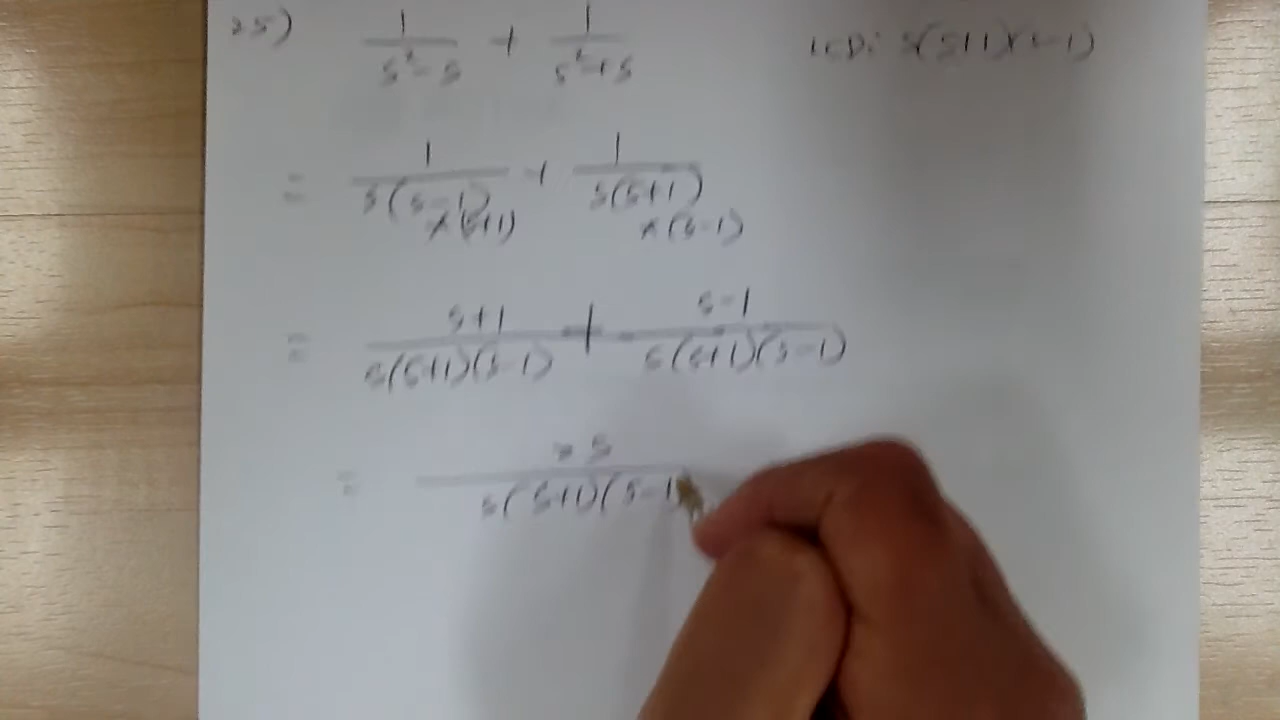 25) 1/(s² - s) + 1/(s² + s) LCD: s(s+1)(s-1)
= 1/(s(s-1)) + 1/(s(s+1))
×(s+1) ×(s-1)
= (s+1)/(s(s+1)(s-1)) + (s-1)/(s(s+1)(s-1))
= 2s/(s(s+1)(s-1)